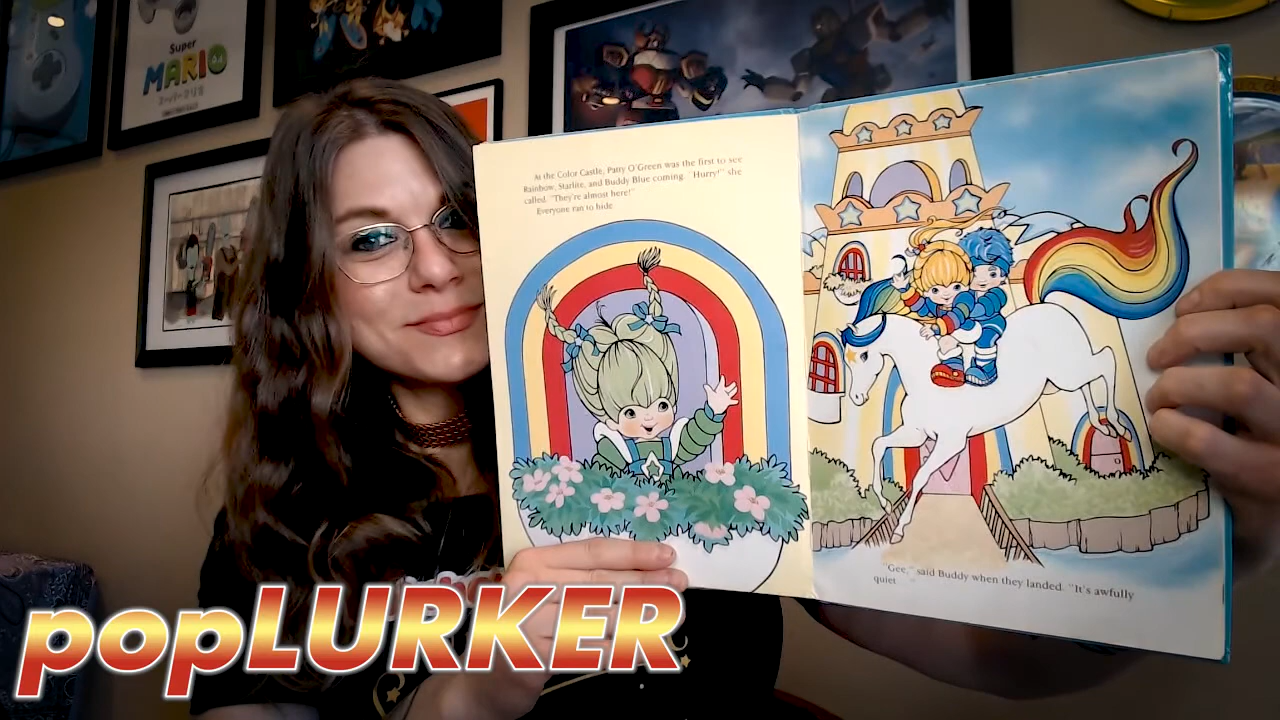 Super
MARIO
At the Color Castle, Patty O'Green was the first to see
Rainbow, Starlite, and Buddy Blue coming. "Hurry!" she
called. "They're almost here!"
Everyone ran to hide.
"Gee," said Buddy when they landed. "It's awfully
quiet . . ."
popLURKER